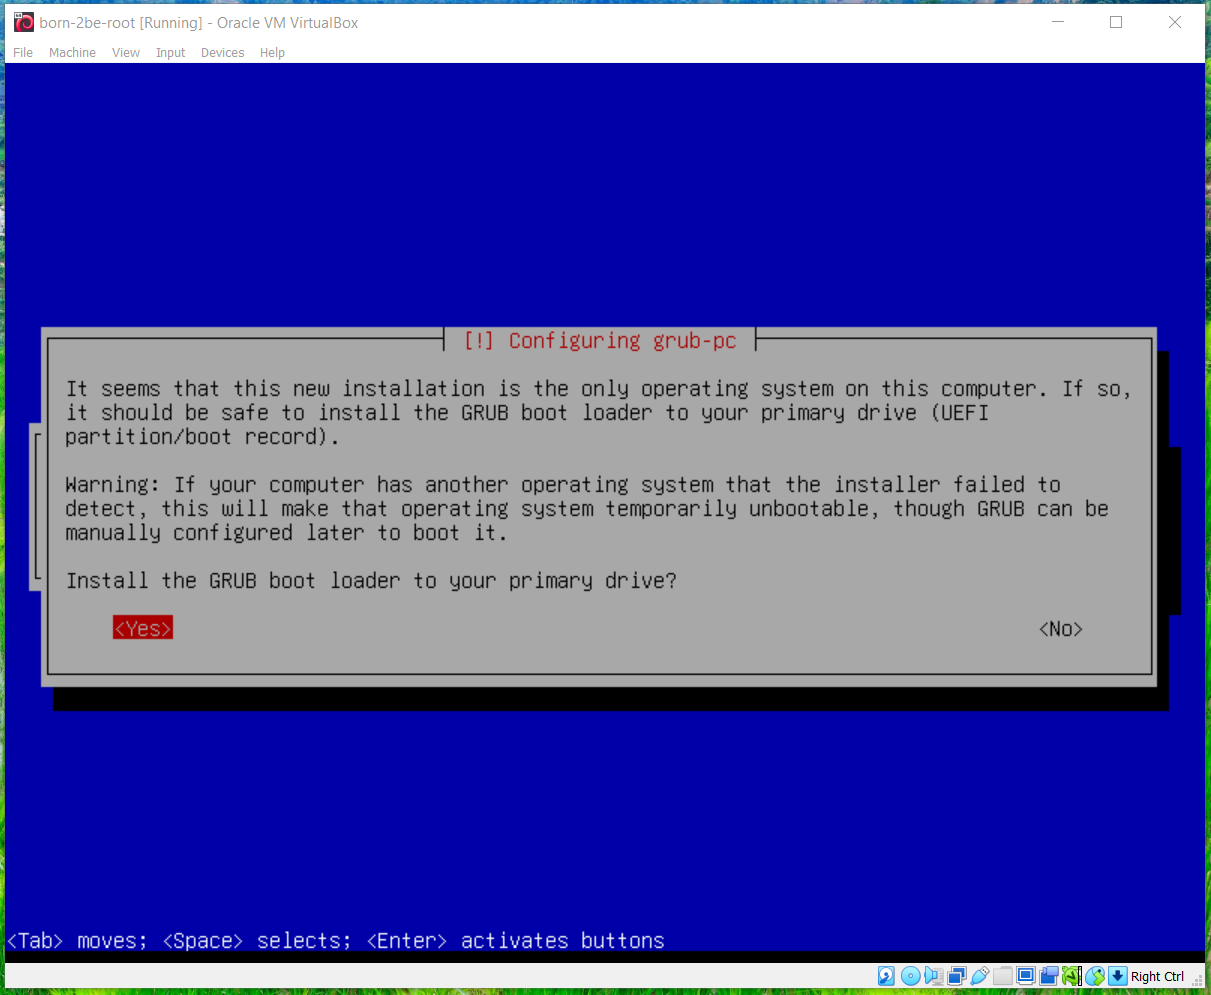 born-2be-root [Running] - Oracle VM VirtualBox
File Machine View Input Devices Help
[!] Configuring grub-pc
It seems that this new installation is the only operating system on this computer. If so,
it should be safe to install the GRUB boot loader to your primary drive (UEFI
partition/boot record).
Warning: If your computer has another operating system that the installer failed to
detect, this will make that operating system temporarily unbootable, though GRUB can be
manually configured later to boot it.
Install the GRUB boot loader to your primary drive?
<Yes> <No>
<Tab> moves; <Space> selects; <Enter> activates buttons
Right Ctrl